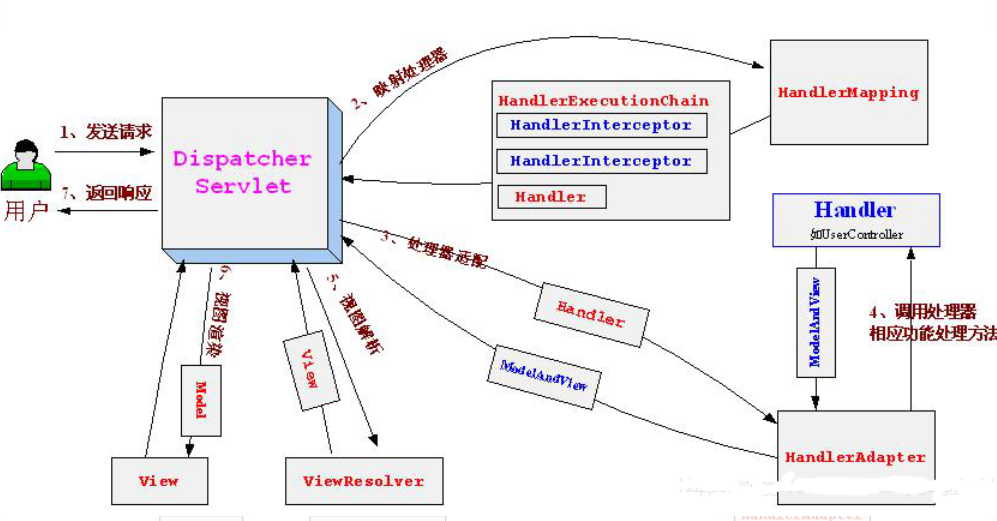 1、发送请求
7、返回响应
用户
Dispatcher
Servlet
2、映射处理器
HandlerExecutionChain
HandlerInterceptor
HandlerInterceptor
Handler
HandlerMapping
Handler
如UserController
ModelAndView
4、调用处理器
相应功能处理方法
3、处理器适配
Handler
ModelAndView
HandlerAdapter
5、视图解析
View
ViewResolver
6、视图渲染
Model
View
HandlerAdapter